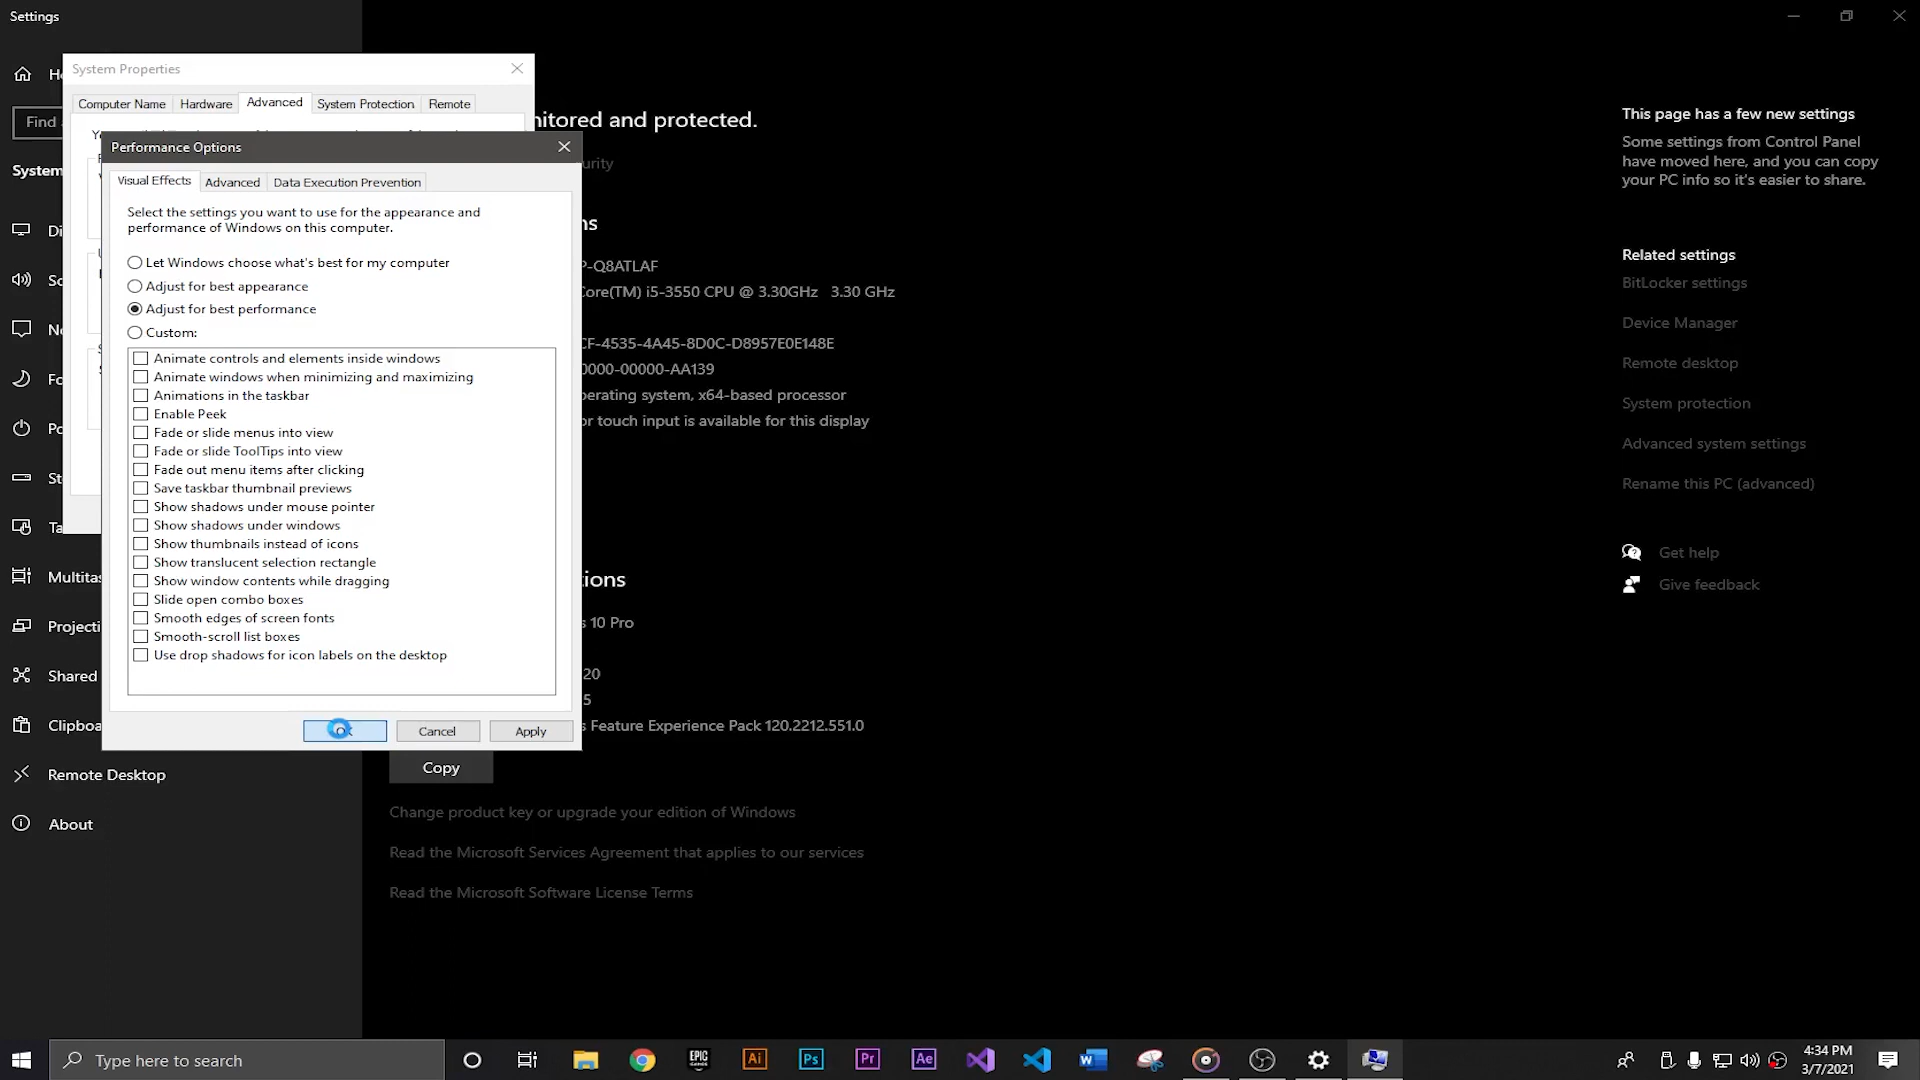 Settings
System Properties
Computer Name
Hardware
Advanced
System Protection
Remote
Find
System
Multitas
Projecti
Shared
Clipboa
Remote Desktop
About
Performance Options
Visual Effects
Advanced
Data Execution Prevention
Select the settings you want to use for the appearance and
performance of Windows on this computer.
Let Windows choose what's best for my computer
Adjust for best appearance
Adjust for best performance
Custom:
Animate controls and elements inside windows
Animate windows when minimizing and maximizing
Animations in the taskbar
Enable Peek
Fade or slide menus into view
Fade or slide ToolTips into view
Fade out menu items after clicking
Save taskbar thumbnail previews
Show shadows under mouse pointer
Show shadows under windows
Show thumbnails instead of icons
Show translucent selection rectangle
Show window contents while dragging
Slide open combo boxes
Smooth edges of screen fonts
Smooth-scroll list boxes
Use drop shadows for icon labels on the desktop
Cancel
Apply
nitored and protected.
urity
ns
P-Q8ATLAF
Core(TM) i5-3550 CPU @ 3.30GHz 3.30 GHz
CF-4535-4A45-8D0C-D8957E0E148E
0000-00000-AA139
perating system, x64-based processor
or touch input is available for this display
tions
s 10 Pro
20
5
s Feature Experience Pack 120.2212.551.0
Copy
Change product key or upgrade your edition of Windows
Read the Microsoft Services Agreement that applies to our services
Read the Microsoft Software License Terms
This page has a few new settings
Some settings from Control Panel
have moved here, and you can copy
your PC info so it's easier to share.
Related settings
BitLocker settings
Device Manager
Remote desktop
System protection
Advanced system settings
Rename this PC (advanced)
Get help
Give feedback
Type here to search
EPIC GAMES
Ai
Ps
Pr
Ae
4:34 PM
3/7/2021